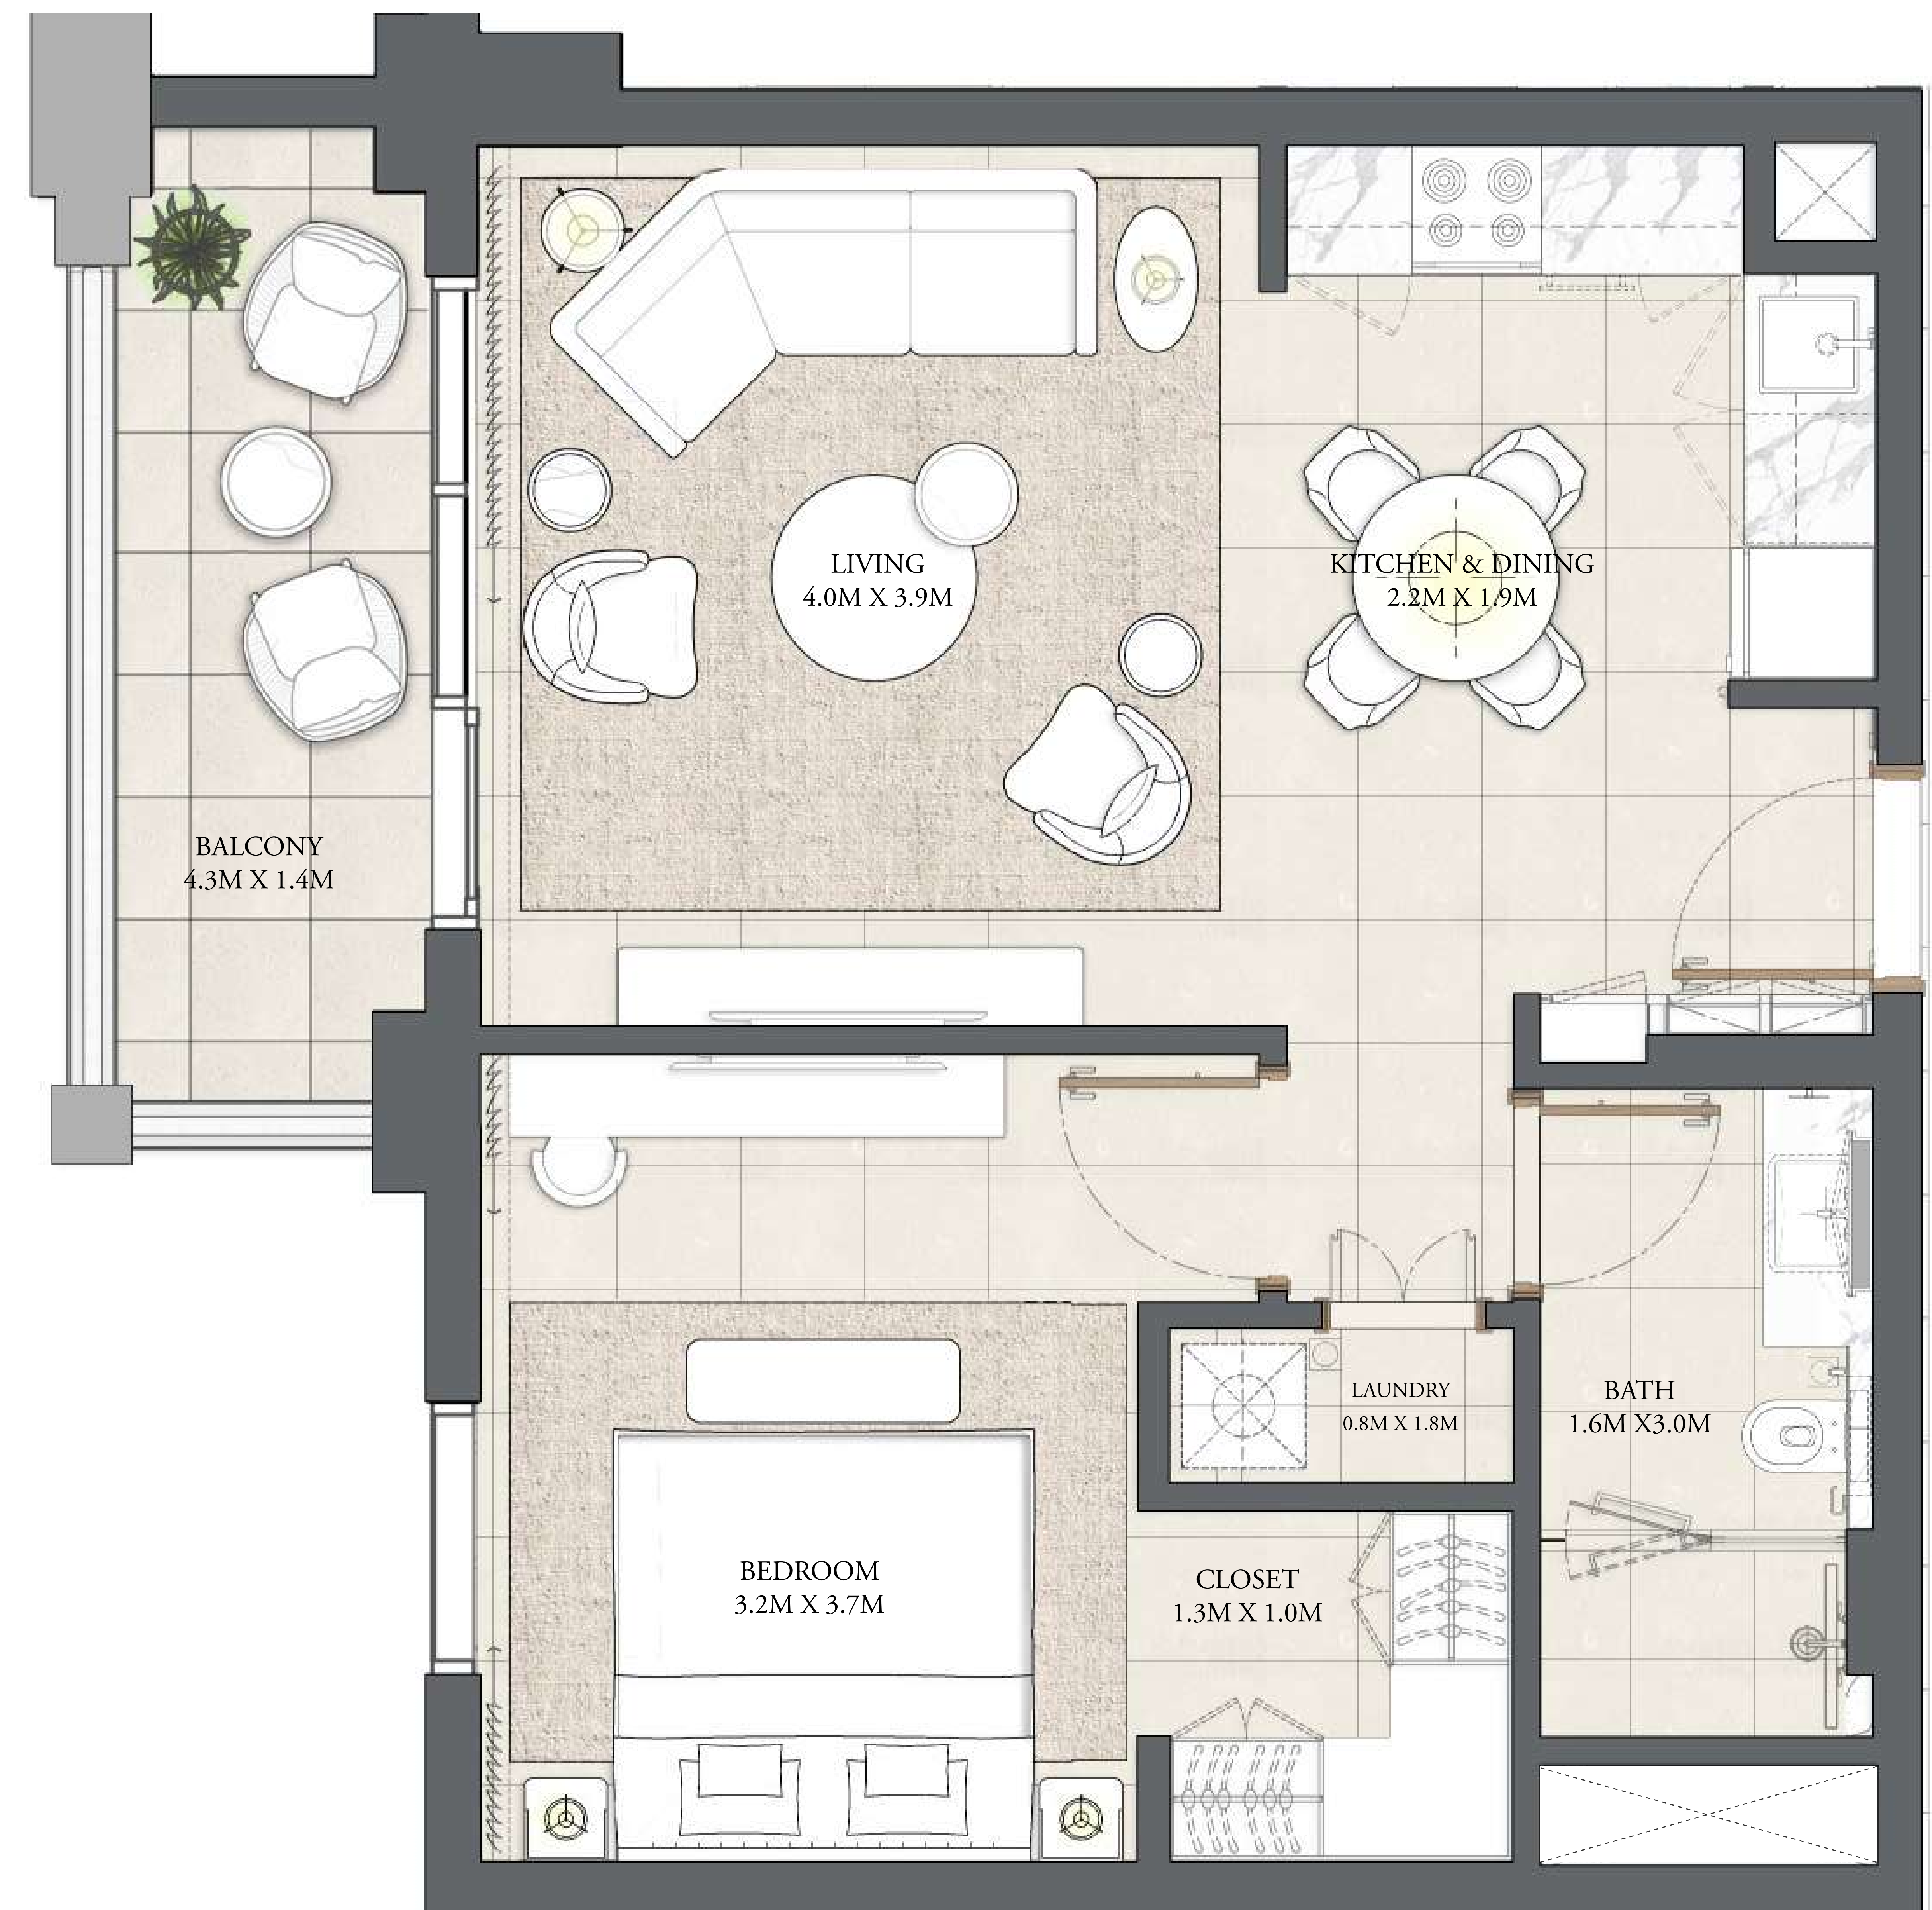 LIVING
4.0M X 3.9M
KITCHEN & DINING
2.2M X 1.9M
BALCONY
4.3M X 1.4M
LAUNDRY
0.8M X 1.8M
BATH
1.6M X3.0M
BEDROOM
3.2M X 3.7M
CLOSET
1.3M X 1.0M